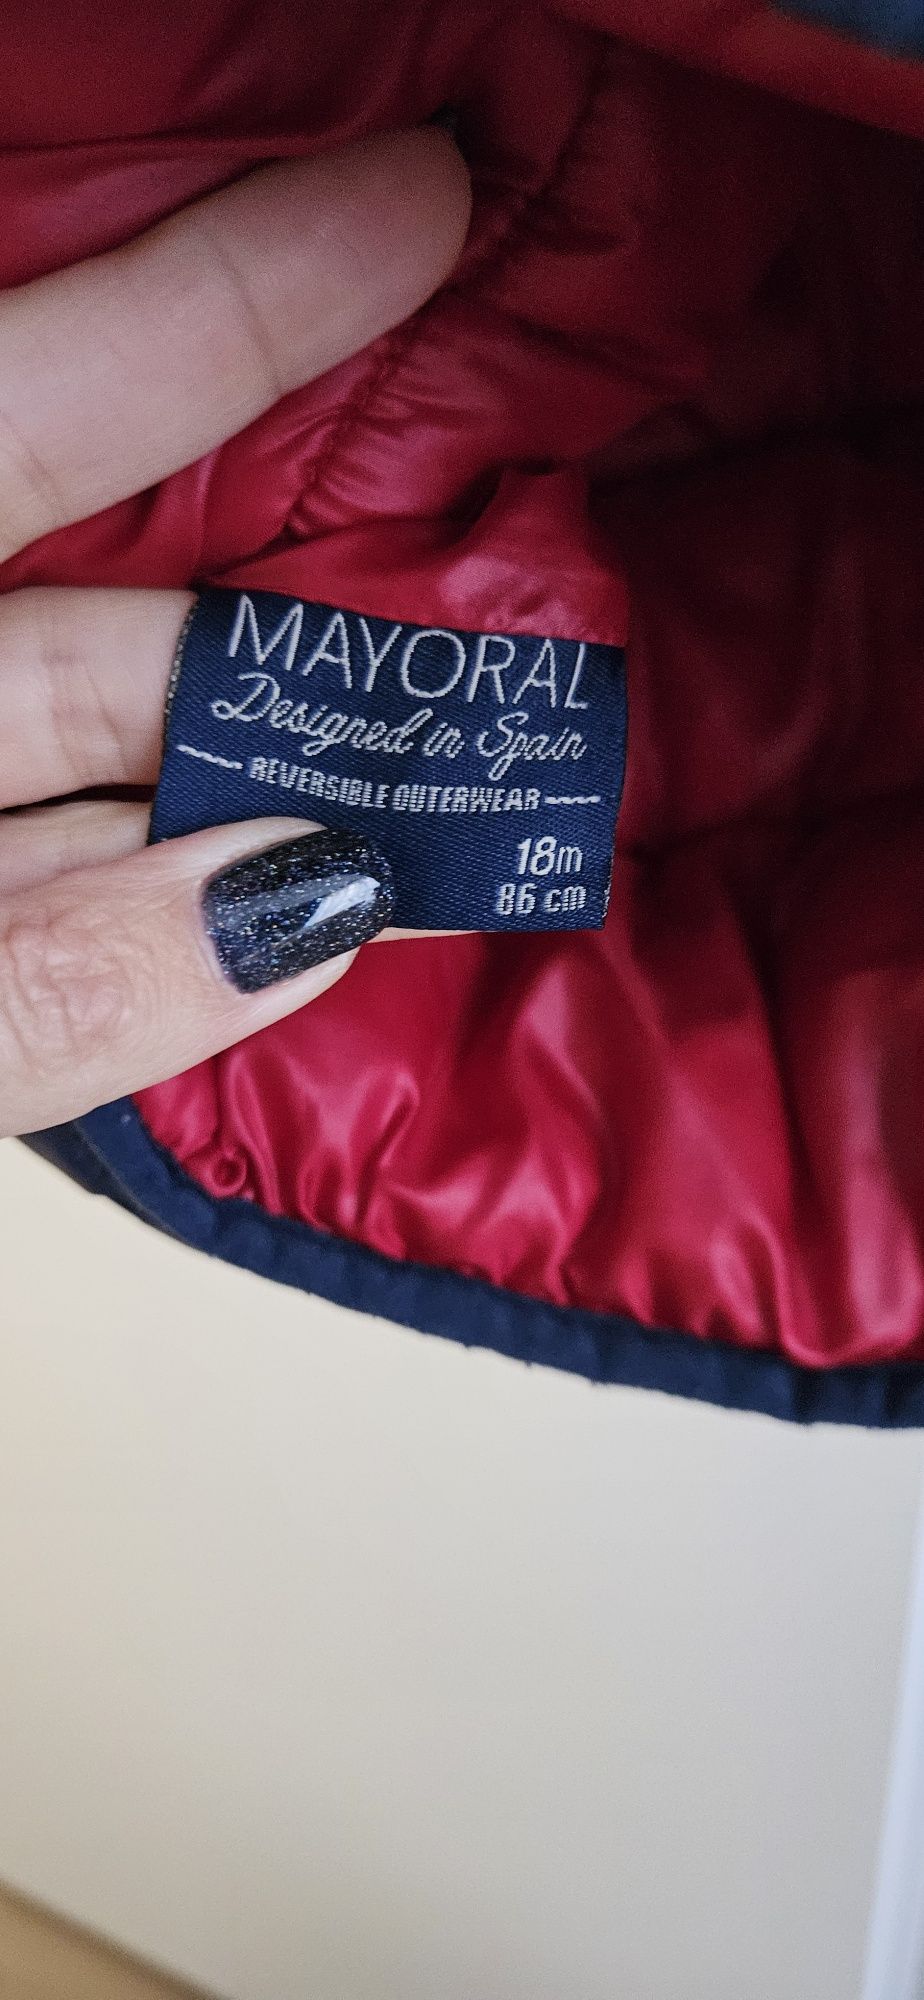 MAYORAL
Designed in Spain
REVERSIBLE OUTERWEAR
18m
86 cm